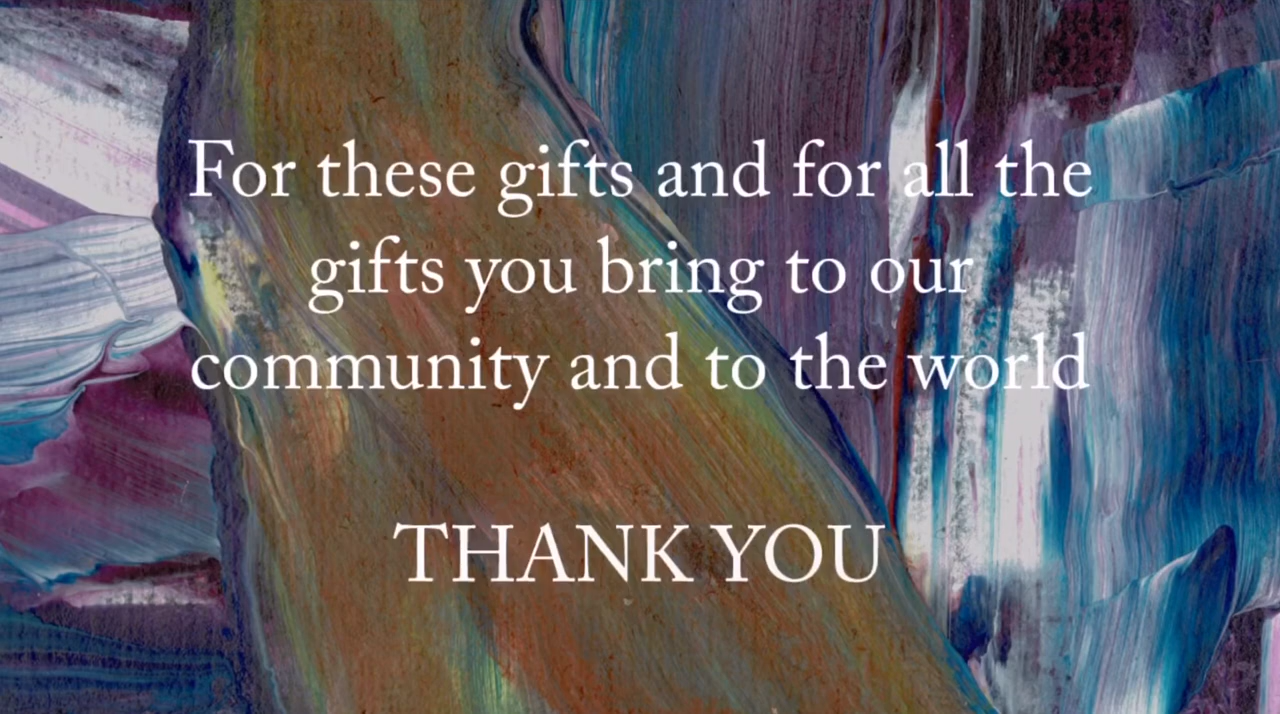 For these gifts and for all the
gifts you bring to our
community and to the world
THANK YOU